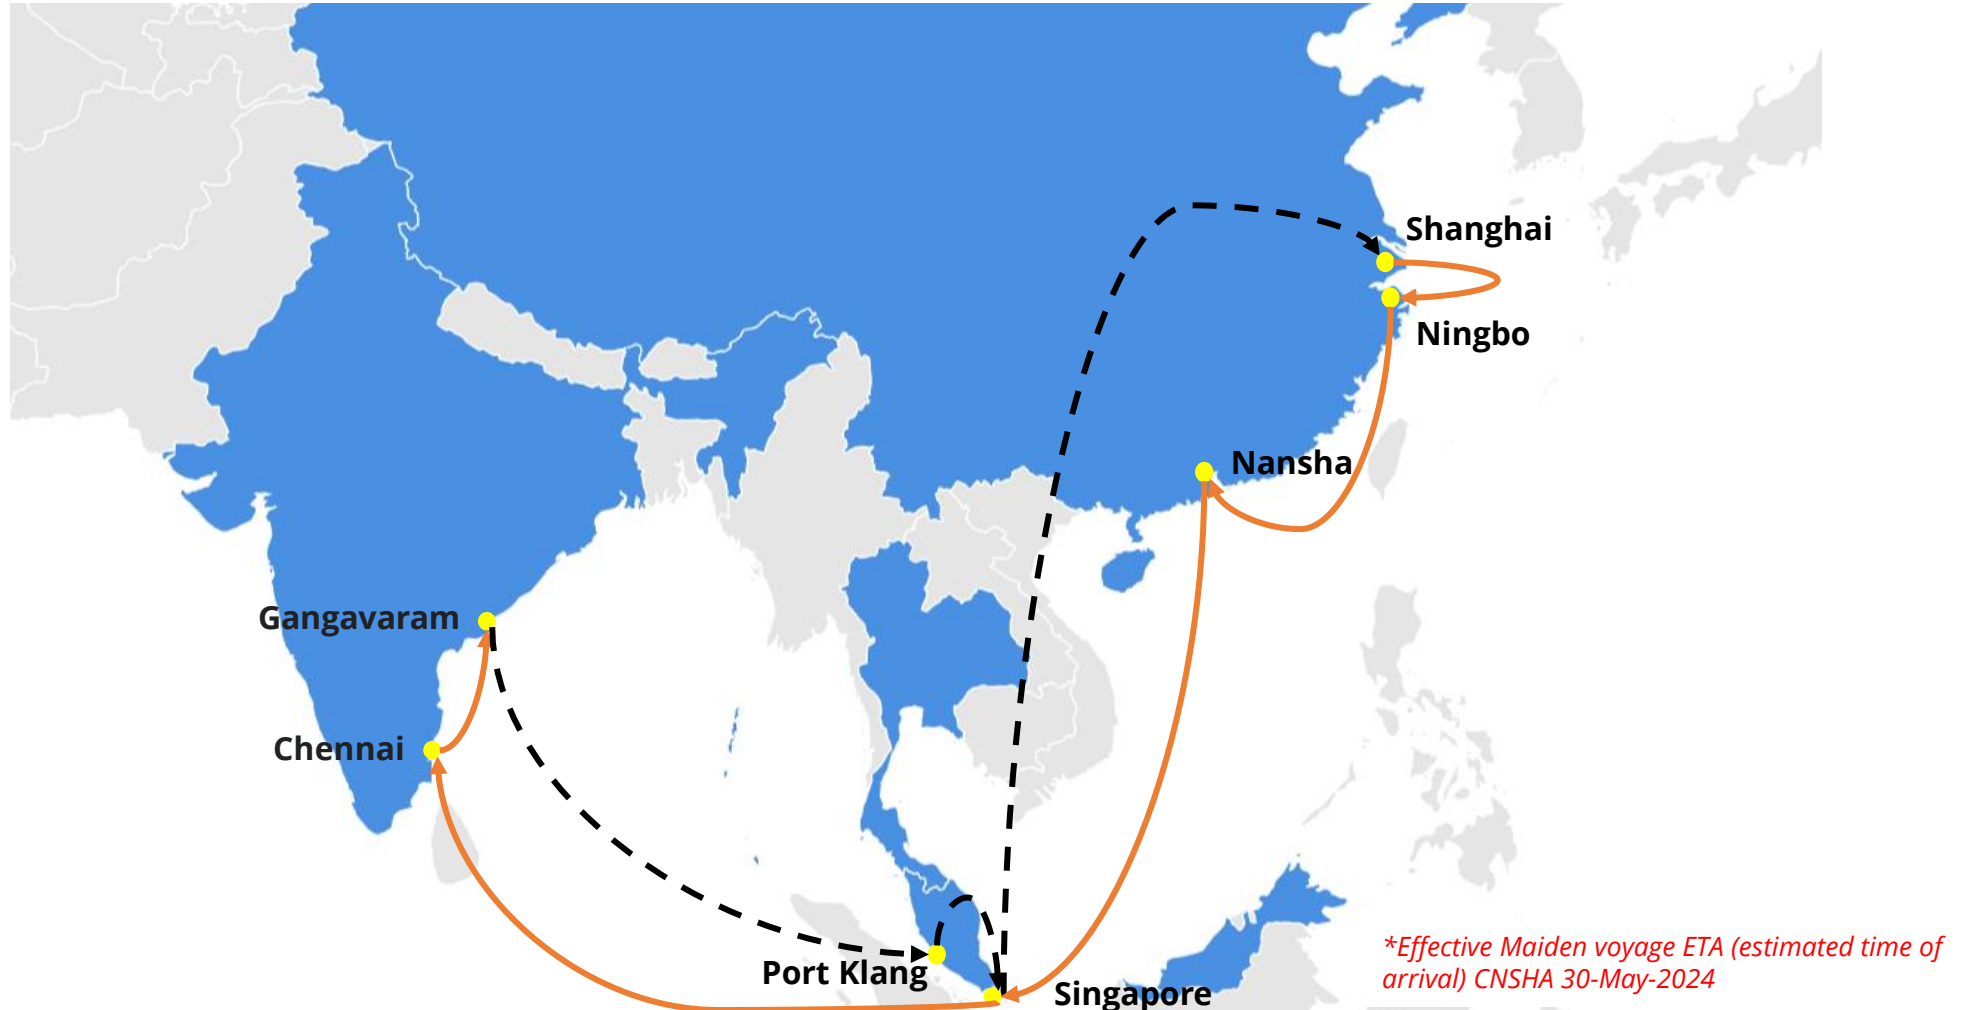 Shanghai
Ningbo
Nansha
Gangavaram
Chennai
Port Klang
Singapore
*Effective Maiden voyage ETA (estimated time of
arrival) CNSHA 30-May-2024